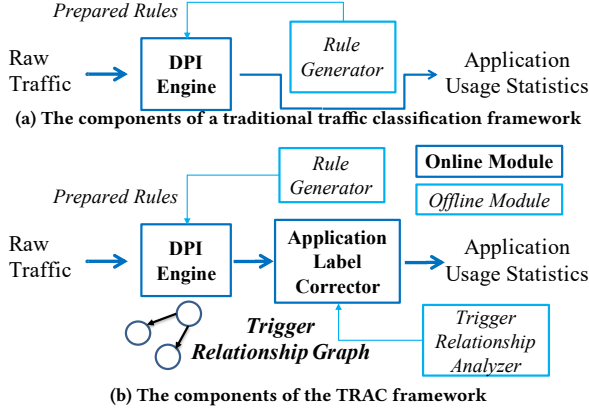 Prepared Rules
Raw
Traffic
DPI
Engine
Rule
Generator
Application
Usage Statistics
(a) The components of a traditional traffic classification framework
Rule
Generator
Online Module
Offline Module
Prepared Rules
Raw
Traffic
DPI
Engine
Application
Label
Corrector
Application
Usage Statistics
Trigger
Relationship Graph
Trigger
Relationship
Analyzer
(b) The components of the TRAC framework